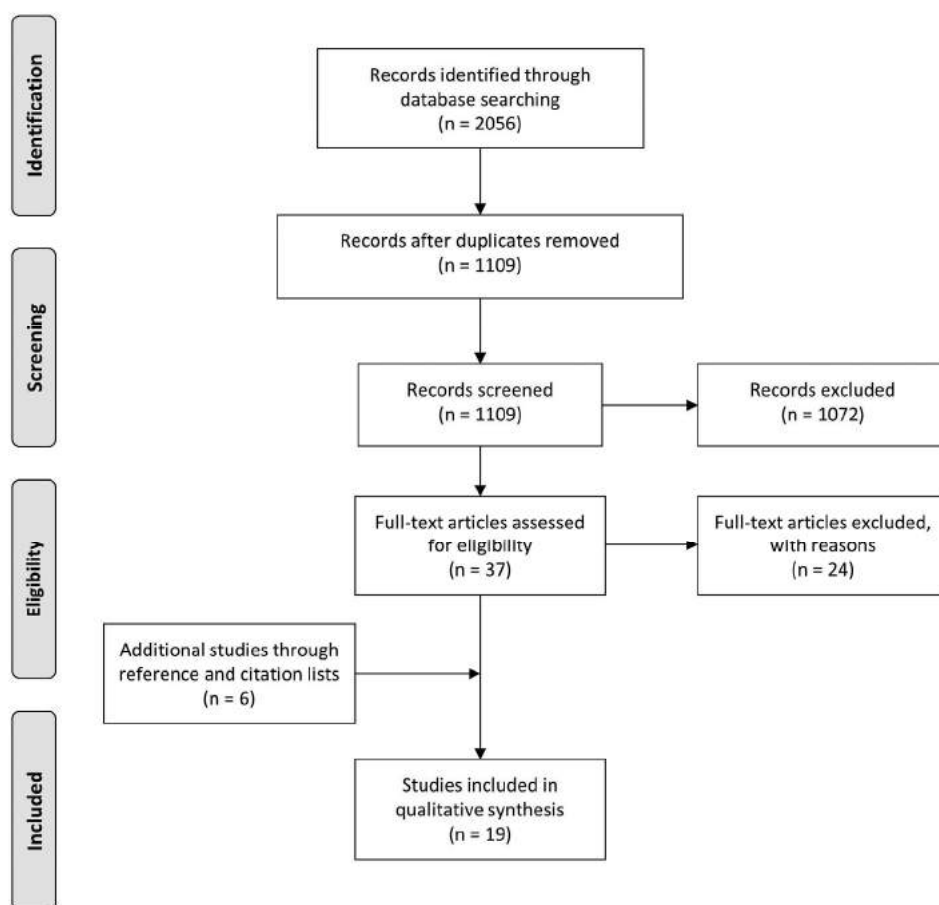 Identification
Records identified through
database searching
(n = 2056)
Records after duplicates removed
(n = 1109)
Screening
Records screened
(n = 1109)
Records excluded
(n = 1072)
Eligibility
Full-text articles assessed
for eligibility
(n = 37)
Full-text articles excluded,
with reasons
(n = 24)
Additional studies through
reference and citation lists
(n = 6)
Included
Studies included in
qualitative synthesis
(n = 19)